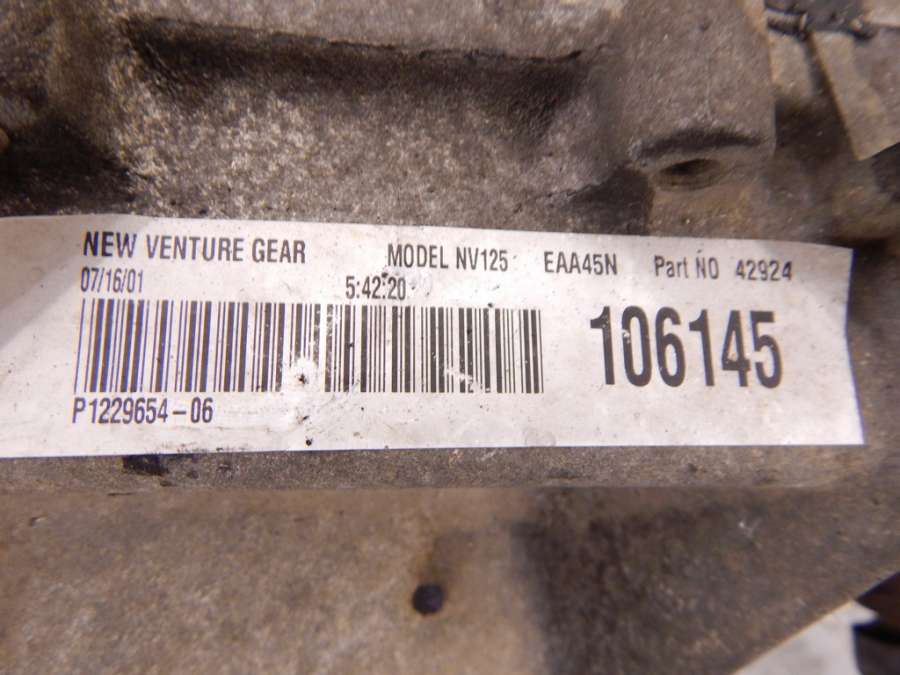 NEW VENTURE GEAR MODEL NV125 EAA45N Part NO 42924
07/16/01 5:42:20
106145
P1229654-06